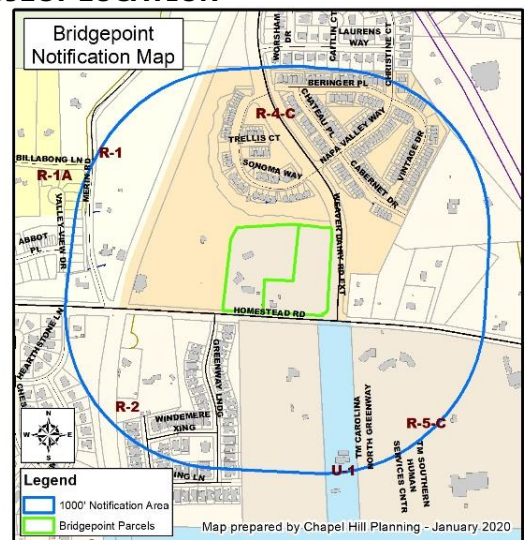 Bridgepoint
Notification Map
WORSHAM DR
CAITLIN CT
LAURENS WAY
CHRISTINE CT
BERINGER PL
R-4-C
CHATEAU PL
NAPA VALLEY WAY
TRELLIS CT
VINTAGE DR
SONOMA WAY
CABERNET DR
R-1
BILLABONG LN
R-1A
MERIN RD
VALLEY VIEW DR
ABBOT PL
WEAVER DAIRY RD EXT
HOMESTEAD RD
HEARTHSTONE LN
GREENWAY LNDG
R-2
WINDEMERE XING
TM CAROLINA NORTH GREENWAY
R-5-C
TM SOUTHERN HUMAN SERVICES CNTR
U-1
N
W
E
S
Legend
1000' Notification Area
Bridgepoint Parcels
Map prepared by Chapel Hill Planning - January 2020